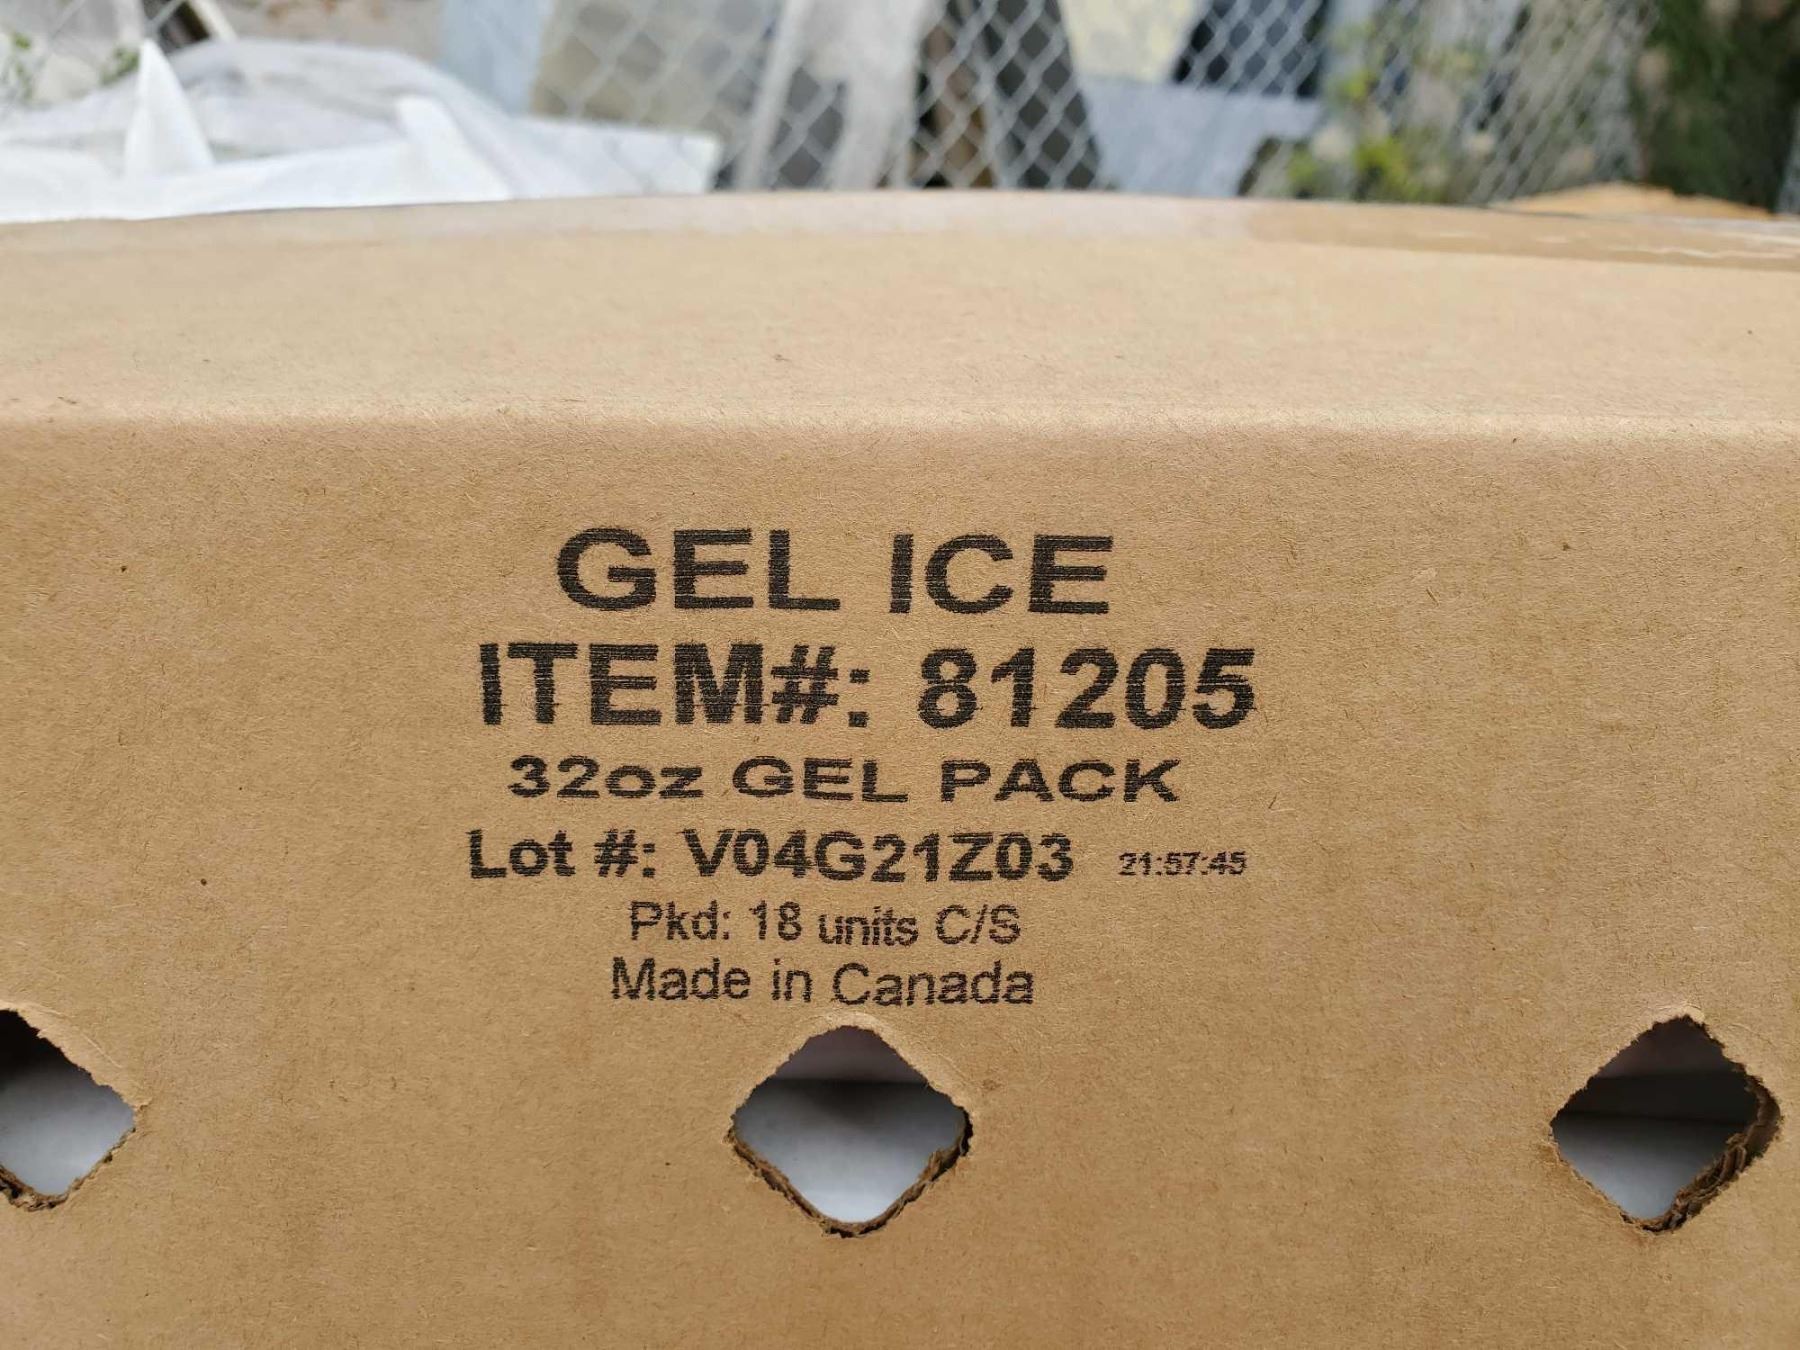 GEL ICE
ITEM#: 81205
32oz GEL PACK
Lot #: V04G21Z03 21:57:45
Pkd: 18 units C/S
Made in Canada